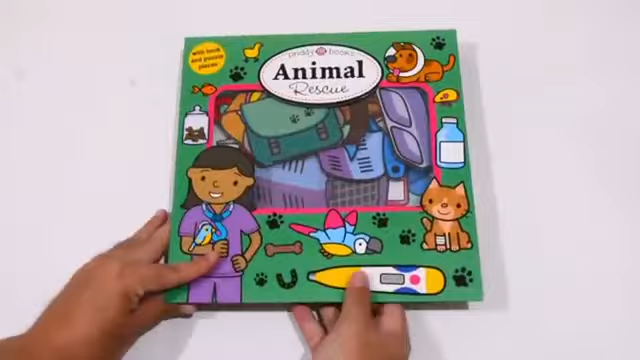 with book
and puzzle
pieces
priddy books
Animal
Rescue